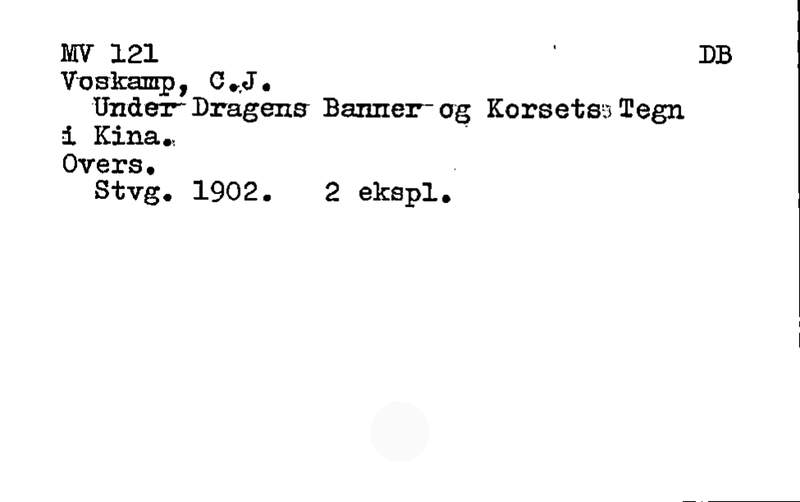 MV 121 DB
Voskamp, C.J.
Under Dragens Banner og Korsets Tegn
i Kina.
Overs.
Stvg. 1902. 2 ekspl.